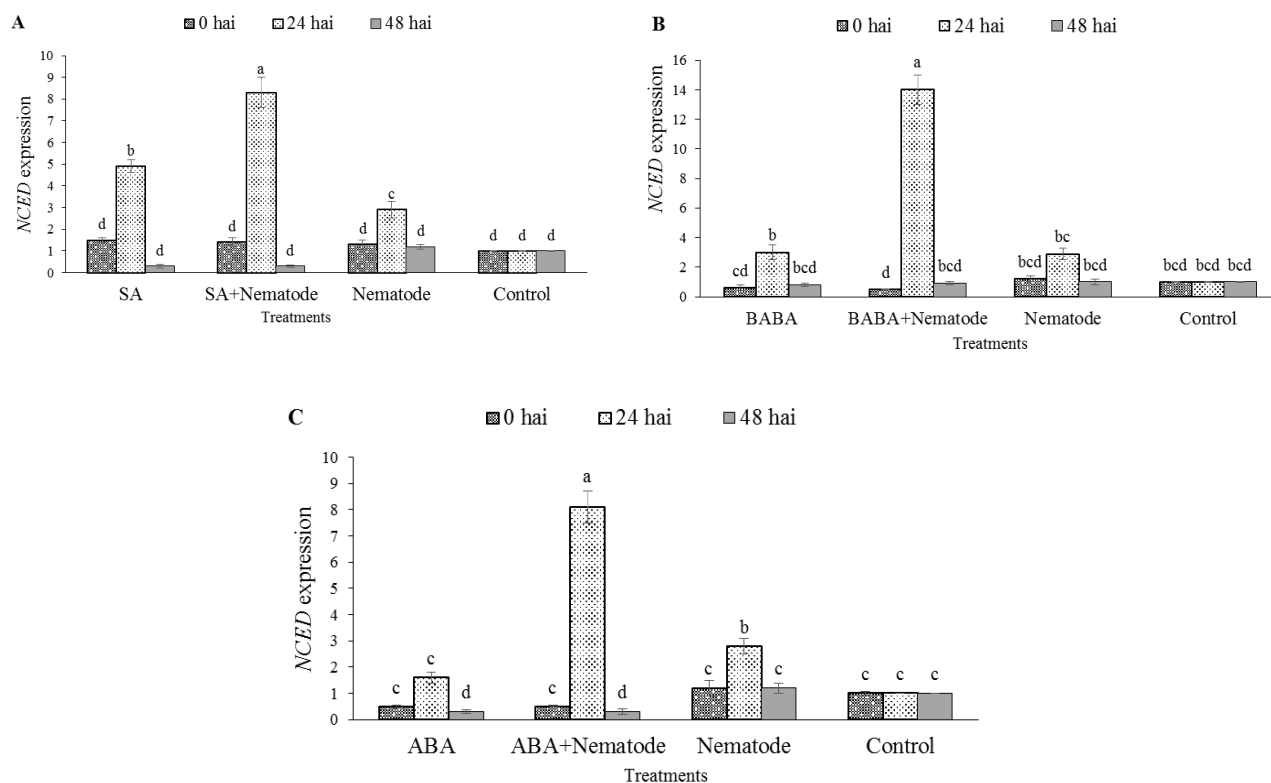 A
0 hai 24 hai 48 hai
NCED expression
10
9
8
7
6
5
4
3
2
1
0
d b d
d a d
d c d
d d d
SA SA+Nematode Nematode Control
Treatments
B
0 hai 24 hai 48 hai
NCED expression
16
14
12
10
8
6
4
2
0
cd b bcd
d a bcd
bcd bc bcd
bcd bcd bcd
BABA BABA+Nematode Nematode Control
Treatments
C
0 hai 24 hai 48 hai
NCED expression
10
9
8
7
6
5
4
3
2
1
0
c c d
c a d
c b c
c c c
ABA ABA+Nematode Nematode Control
Treatments